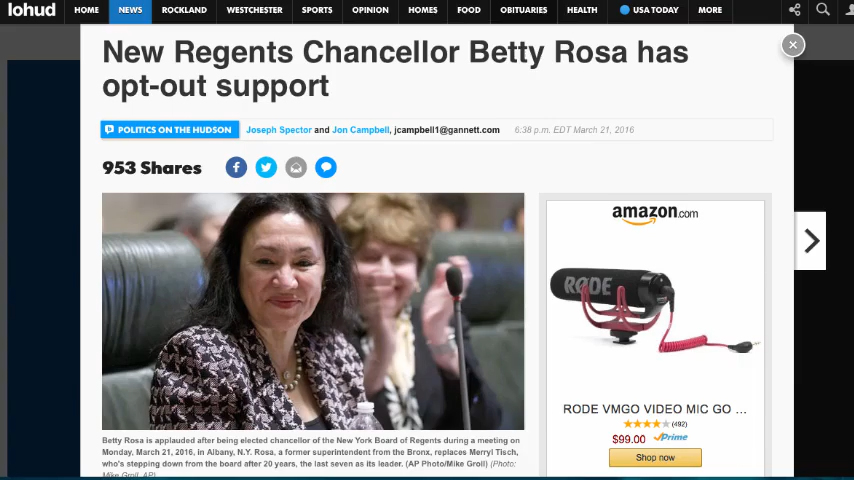 lohud
HOME NEWS ROCKLAND WESTCHESTER SPORTS OPINION HOMES FOOD OBITUARIES HEALTH USA TODAY MORE
New Regents Chancellor Betty Rosa has
opt-out support
POLITICS ON THE HUDSON Joseph Spector and Jon Campbell, jcampbell1@gannett.com 6:38 p.m. EDT March 21, 2016
953 Shares
amazon.com
RODE
RODE VMGO VIDEO MIC GO ...
(492)
$99.00 Prime
Shop now
Betty Rosa is applauded after being elected chancellor of the New York Board of Regents during a meeting on
Monday, March 21, 2016, in Albany, N.Y. Rosa, a former superintendent from the Bronx, replaces Merryl Tisch,
who's stepping down from the board after 20 years, the last seven as its leader. (AP Photo/Mike Groll) (Photo:
Mike Groll, AP)